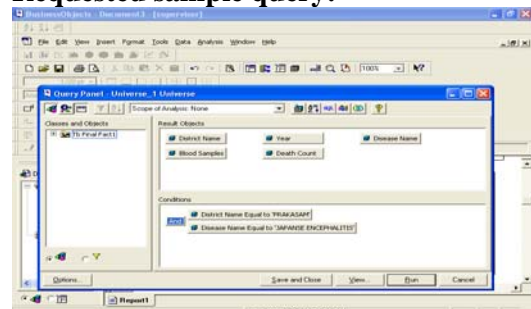 Requested sample query:
BusinessObjects - Document3 - [supervisor]
File Edit View Insert Format Tools Data Analysis Window Help
100%
Query Panel - Universe_1 Universe
Scope of Analysis: None
Classes and Objects
Result Objects
Tb Final Fact1
District Name Year Disease Name
Blood Samples Death Count
Conditions
And
District Name Equal to 'PRAKASAM'
Disease Name Equal to 'JAPANSE ENCEPHALITIS'
Options... Save and Close View... Run Cancel
Report1